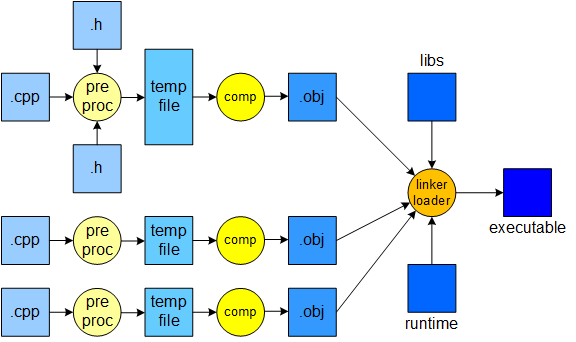 .h
.cpp
pre
proc
temp
file
comp
.obj
.h
libs
linker
loader
executable
runtime
.cpp
pre
proc
temp
file
comp
.obj
.cpp
pre
proc
temp
file
comp
.obj